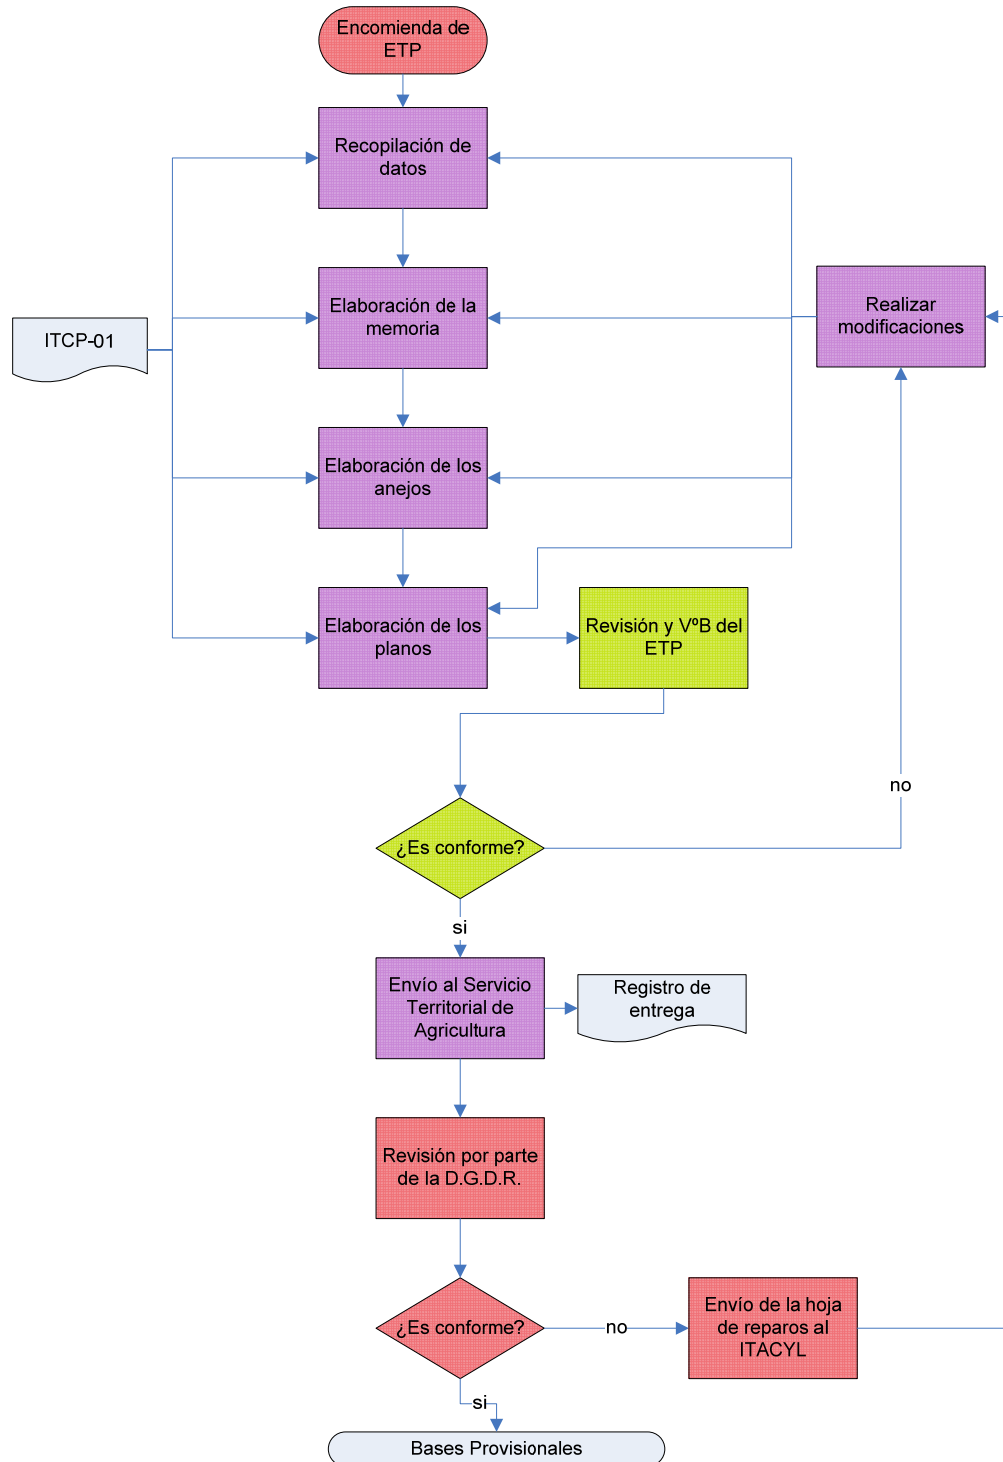 Encomienda de
ETP
Recopilación de
datos
Elaboración de la
memoria
Realizar
modificaciones
ITCP-01
Elaboración de los
anejos
Elaboración de los
planos
Revisión y VºB del
ETP
no
¿Es conforme?
si
Envío al Servicio
Territorial de
Agricultura
Registro de
entrega
Revisión por parte
de la D.G.D.R.
¿Es conforme?
no
Envío de la hoja
de reparos al
ITACYL
si
Bases Provisionales